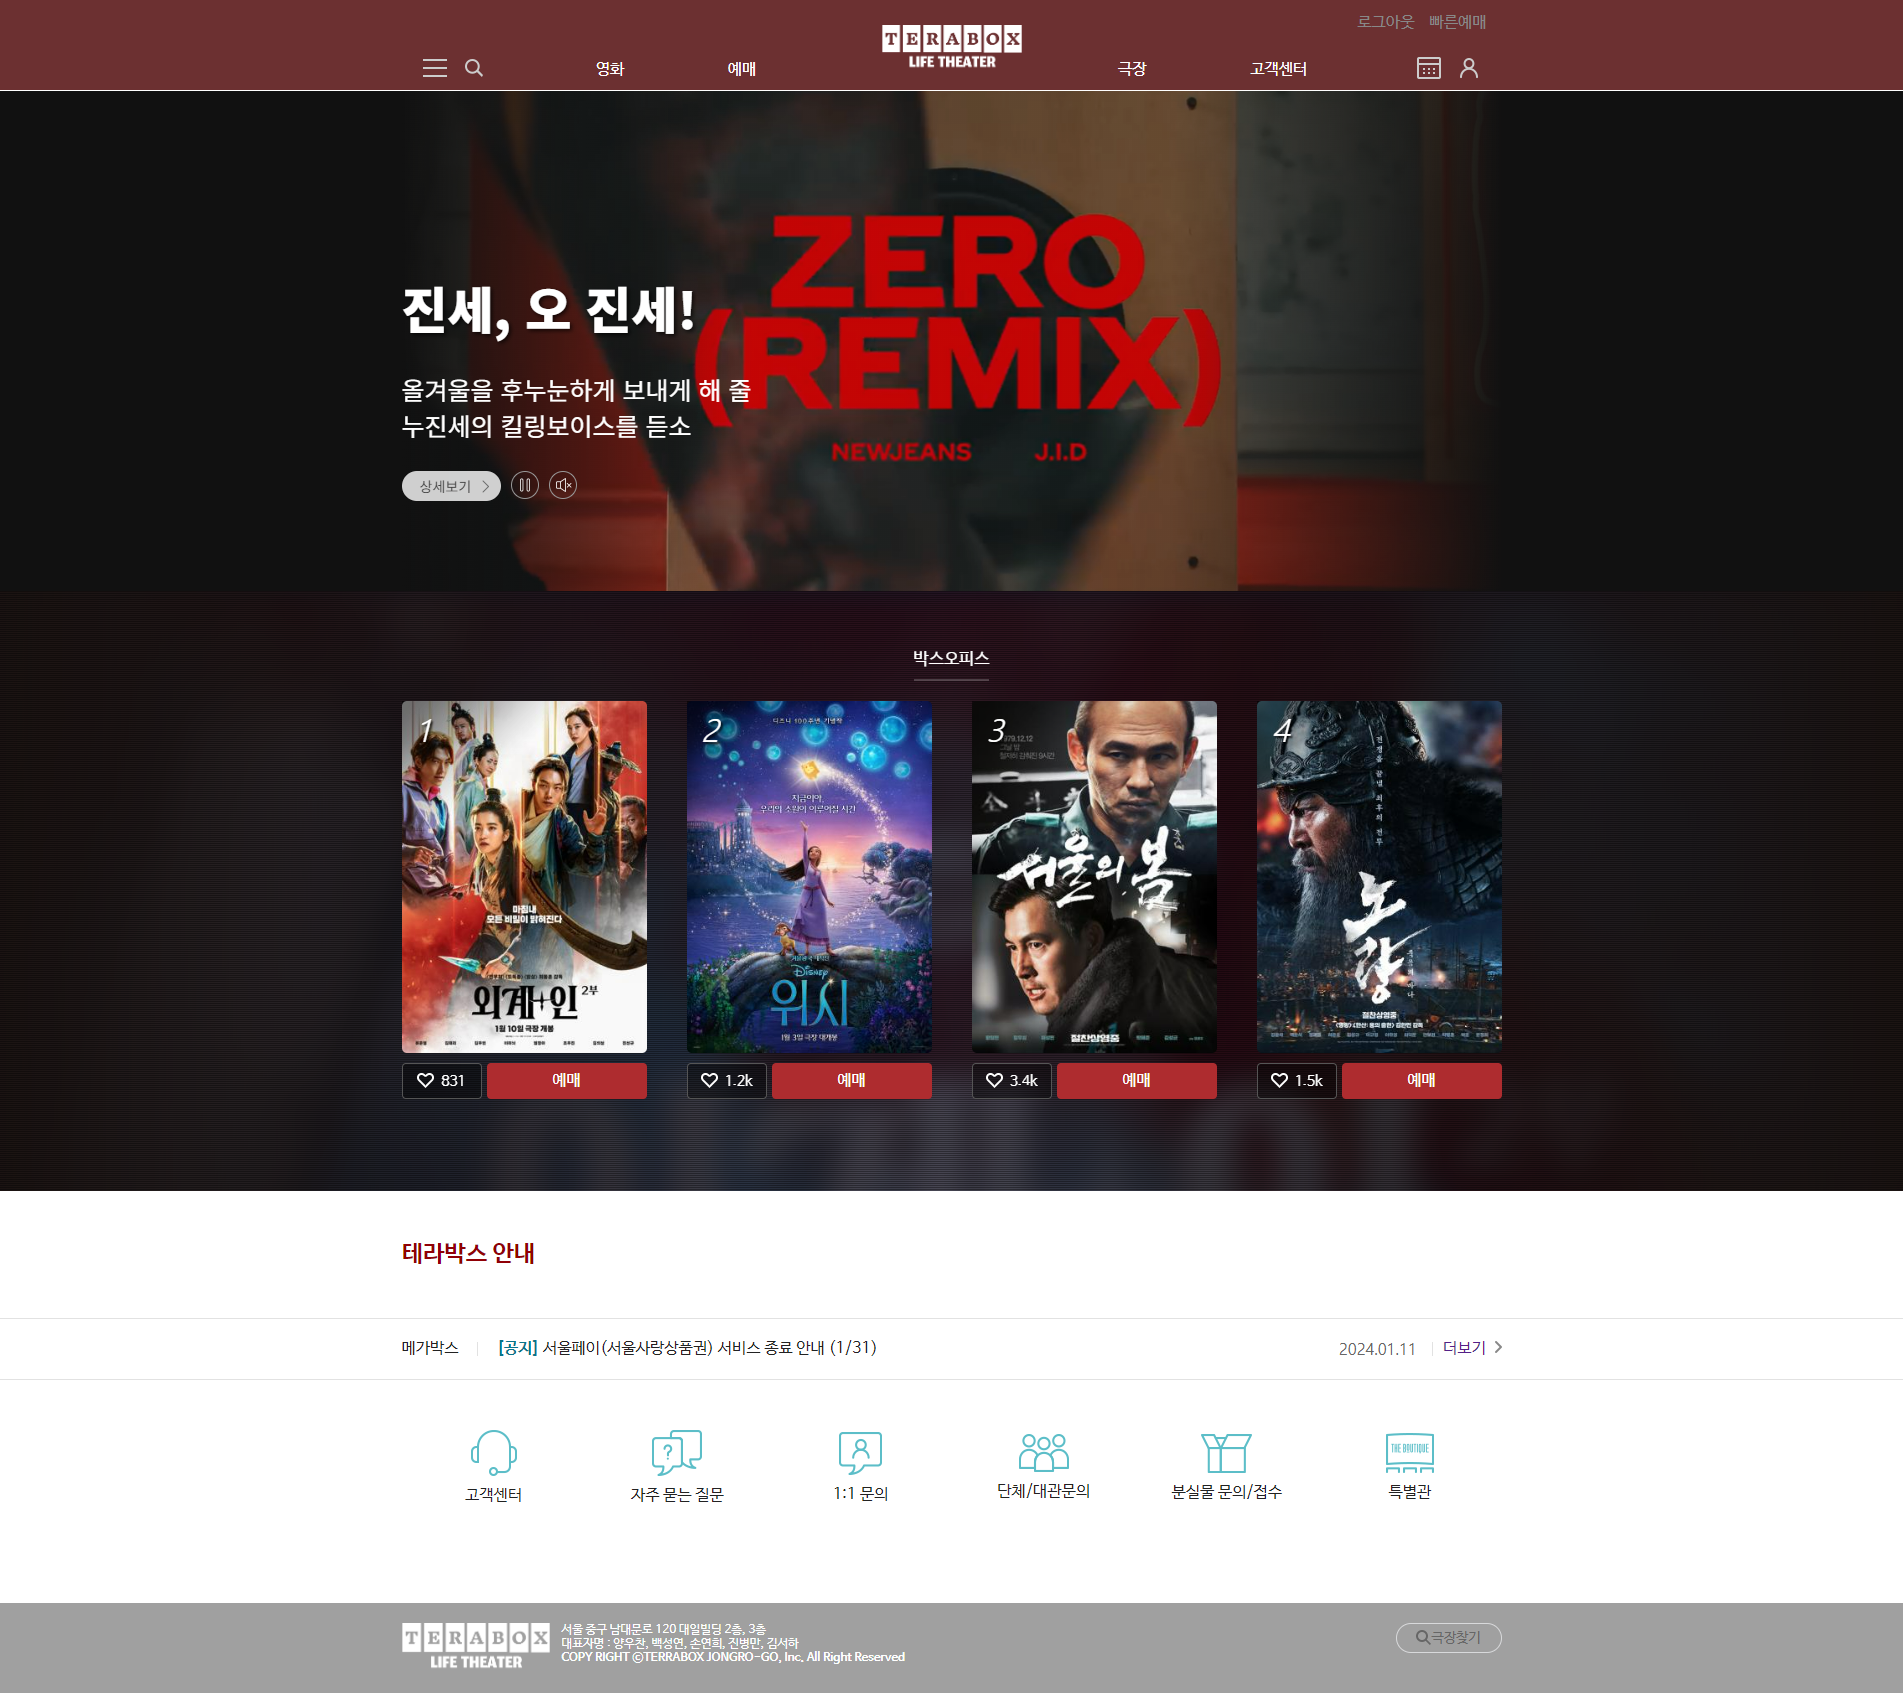 로그아웃 빠른예매
영화 예매
TERABOX
LIFE THEATER
극장 고객센터
ZERO
(REMIX)
NEWJEANS J.I.D
진세, 오 진세!
올겨울을 후누눈하게 보내게 해 줄
누진세의 킬링보이스를 듣소
상세보기
박스오피스
1
마침내
모든 비밀이 밝혀진다
외계+인 2부
1월 10일 극장 개봉
2
디즈니 100주년 기념작
지금이야,
우리의 소원이 이루어질 시간
Disney
위시
1월 3일 극장 대개봉
3
서울의 봄
절찬상영중
4
전쟁을 끝낼 최후의 전투
노량
절찬상영중
831 예매
1.2k 예매
3.4k 예매
1.5k 예매
테라박스 안내
메가박스 [공지] 서울페이(서울사랑상품권) 서비스 종료 안내 (1/31) 2024.01.11 더보기
THE BOUTIQUE
고객센터 자주 묻는 질문 1:1 문의 단체/대관문의 분실물 문의/접수 특별관
TERABOX
LIFE THEATER
서울 중구 남대문로 120 대일빌딩 2층, 3층
대표자명 : 양우찬, 백성연, 손연희, 진병만, 김서하
COPY RIGHT ⓒTERRABOX JONGRO-GO, Inc. All Right Reserved
극장찾기